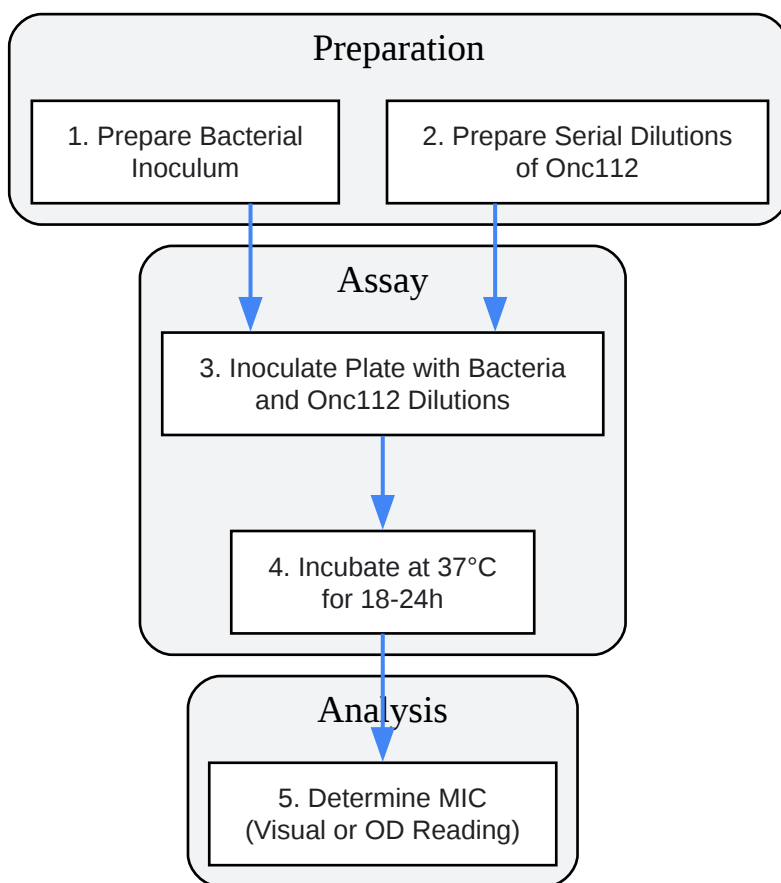 Preparation
1. Prepare Bacterial
Inoculum
2. Prepare Serial Dilutions
of Onc112
Assay
3. Inoculate Plate with Bacteria
and Onc112 Dilutions
4. Incubate at 37°C
for 18-24h
Analysis
5. Determine MIC
(Visual or OD Reading)